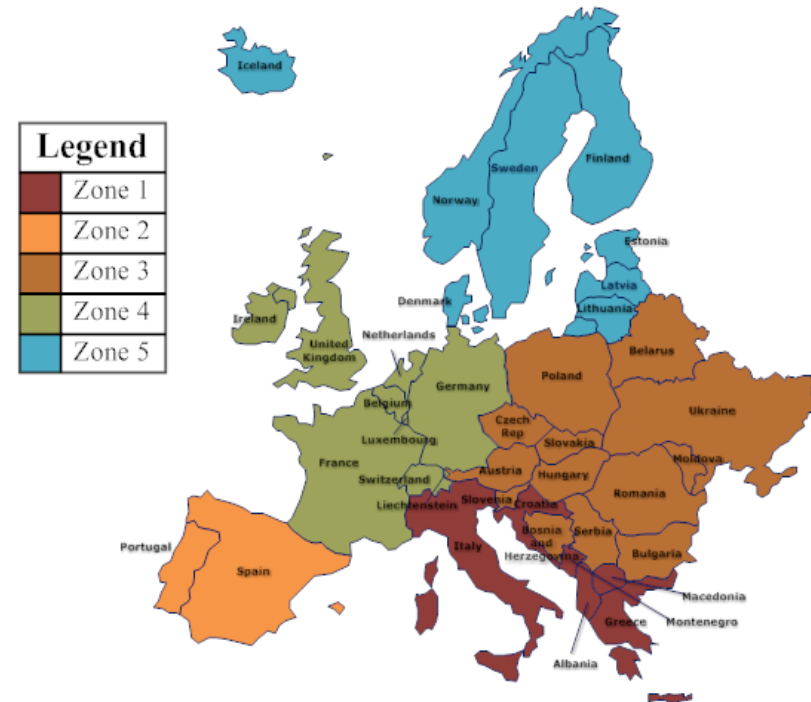 Iceland
Legend
Zone 1
Zone 2
Zone 3
Zone 4
Zone 5
Sweden
Finland
Norway
Estonia
Latvia
Lithuania
Denmark
Ireland
United
Kingdom
Netherlands
Belarus
Poland
Germany
Belgium
Ukraine
Czech
Rep
Luxembourg
Slovakia
Moldova
France
Switzerland
Austria
Hungary
Romania
Liechtenstein
Slovenia
Croatia
Bosnia
and
Herzegovina
Serbia
Bulgaria
Portugal
Spain
Italy
Macedonia
Montenegro
Greece
Albania